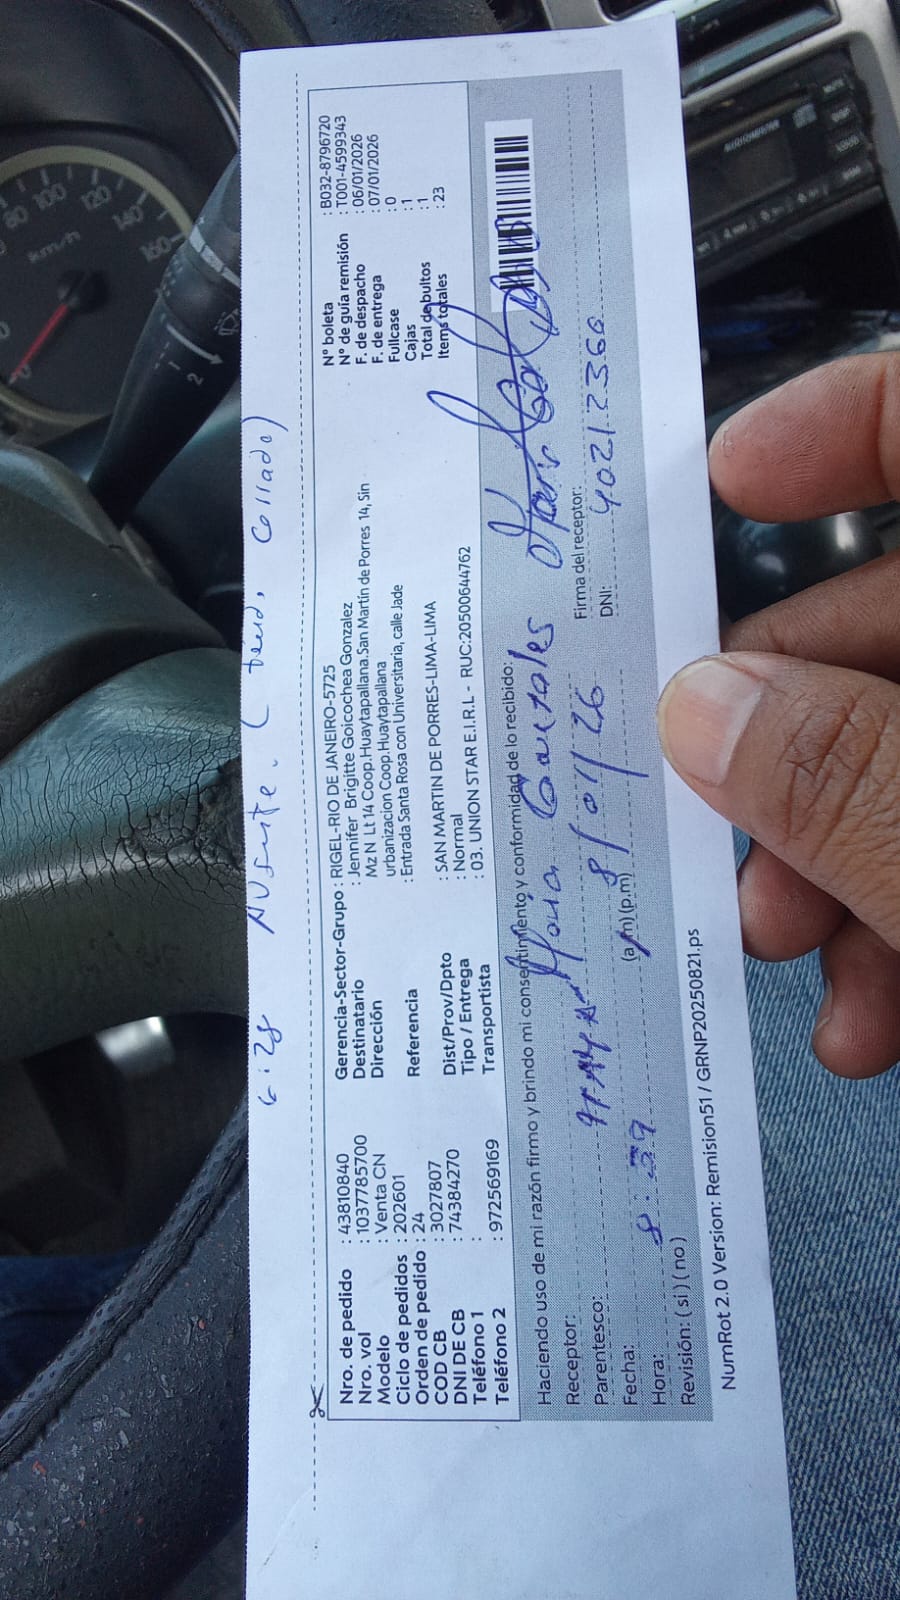 6:28 Ausente. (
Nro. de pedido : 43810840
Nro. vol : 1037785700
Modelo : Venta CN
Ciclo de pedidos : 202601
Orden de pedido : 24
COD CB : 3027807
DNI DE CB : 74384270
Teléfono 1 :
Teléfono 2 : 972569169
Gerencia-Sector-Grupo : RIGEL-RIO DE JANEIRO-5725
Destinatario : Jennifer Brigitte Goicochea Gonzalez
Dirección : Mz N Lt 14 Coop.Huaytapallana.San Martin de Porres 14, Sin
urbanizacion Coop.Huaytapallana
Referencia : Entrada Santa Rosa con Universitaria, calle Jade
Dist/Prov/Dpto : SAN MARTIN DE PORRES-LIMA-LIMA
Tipo / Entrega : Normal
Transportista : 03. UNION STAR E.I.R.L - RUC:20500644762
N° boleta : B032-8796720
N° de guía remisión : T001-4599343
F. de despacho : 06/01/2026
F. de entrega : 07/01/2026
Fullcase : 0
Cajas : 1
Total de bultos : 1
Items totales : 23
Haciendo uso de mi razón firmo y brindo mi consentimiento y conformidad de lo recibido:
Receptor:
Parentesco:
Fecha: 8/01/26
Hora: 8:39 (a.m) (p.m)
Revisión: ( si ) ( no )
Firma del receptor:
DNI: 40212360
NumRot 2.0 Version: Remision51 / GRNP20250821.ps
km/h
80 100 120 140 160
1
2